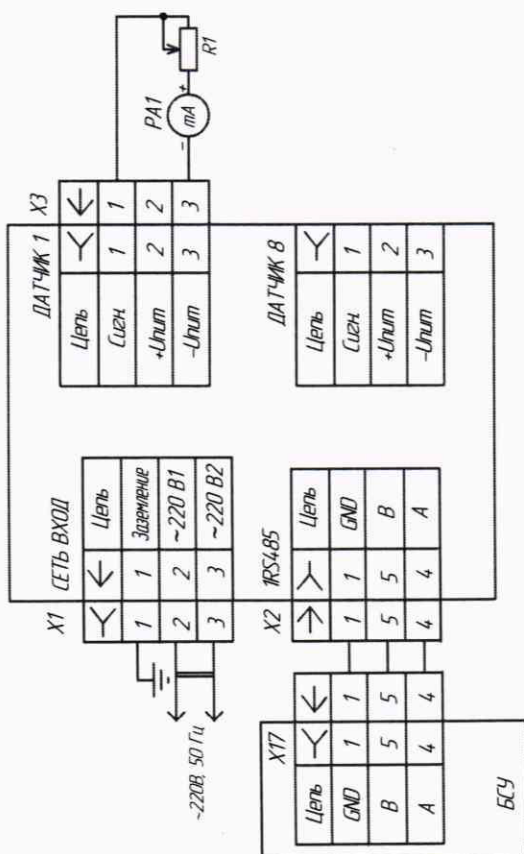 X1 СЕТЬ ВХОД
Цепь
1 1 Заземление
2 2 ~220 В1
3 3 ~220 В2
~220В, 50 Гц
ДАТЧИК 1 X3
Цепь
Сигн. 1 1
+Uпит 2 2
-Uпит 3 3
PA1
mA
- +
R1
X17
Цепь
GND 1 1
B 5 5
A 4 4
БСУ
X2 1RS485
Цепь
1 1 GND
5 5 B
4 4 A
ДАТЧИК 8
Цепь
Сигн. 1
+Uпит 2
-Uпит 3